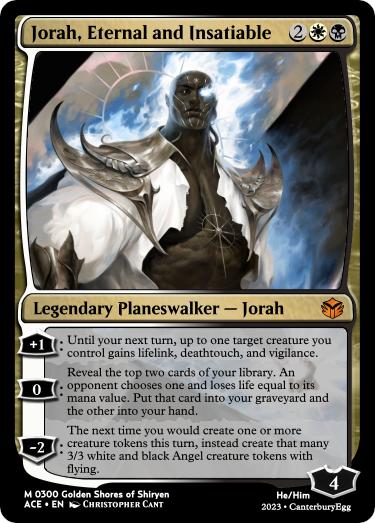 Jorah, Eternal and Insatiable 2
Legendary Planeswalker — Jorah
+1 Until your next turn, up to one target creature you
control gains lifelink, deathtouch, and vigilance.
Reveal the top two cards of your library. An
0 opponent chooses one and loses life equal to its
mana value. Put that card into your graveyard and
the other into your hand.
The next time you would create one or more
-2 creature tokens this turn, instead create that many
3/3 white and black Angel creature tokens with
flying.
4
M 0300 Golden Shores of Shiryen He/Him
ACE • EN Christopher Cant 2023 • CanterburyEgg